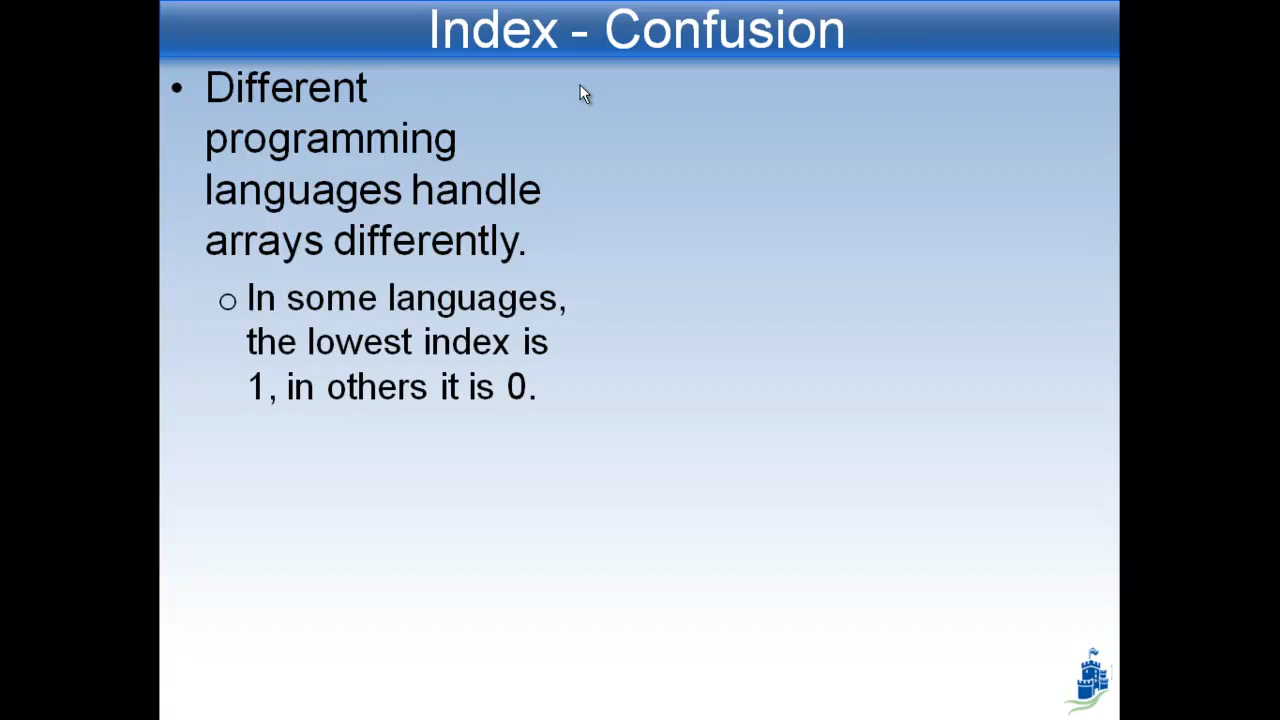 Index - Confusion
• Different
programming
languages handle
arrays differently.
o In some languages,
the lowest index is
1, in others it is 0.